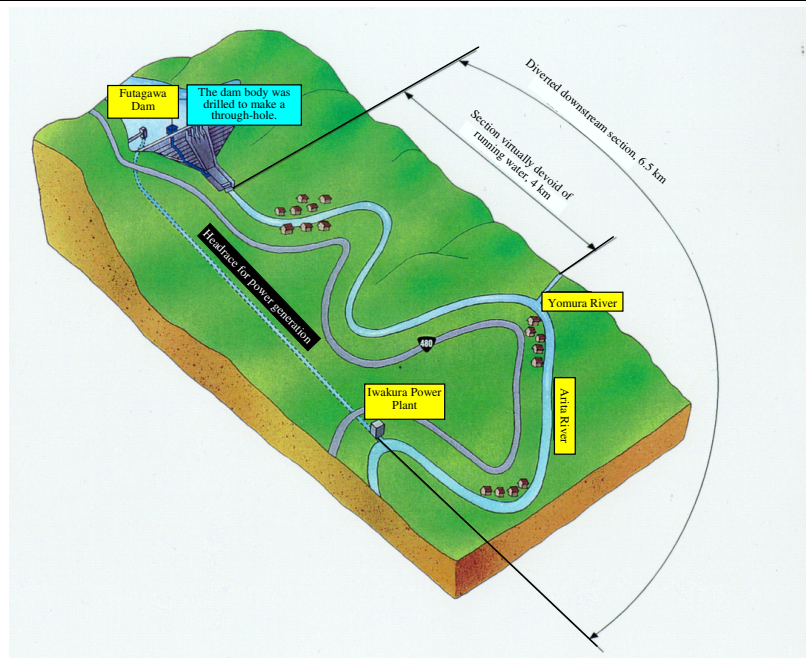 Futagawa
Dam
The dam body was
drilled to make a
through-hole.
Diverted downstream section, 6.5 km
Section virtually devoid of
running water, 4 km
Headrace for power generation
Yomura River
480
Iwakura Power
Plant
Arita River